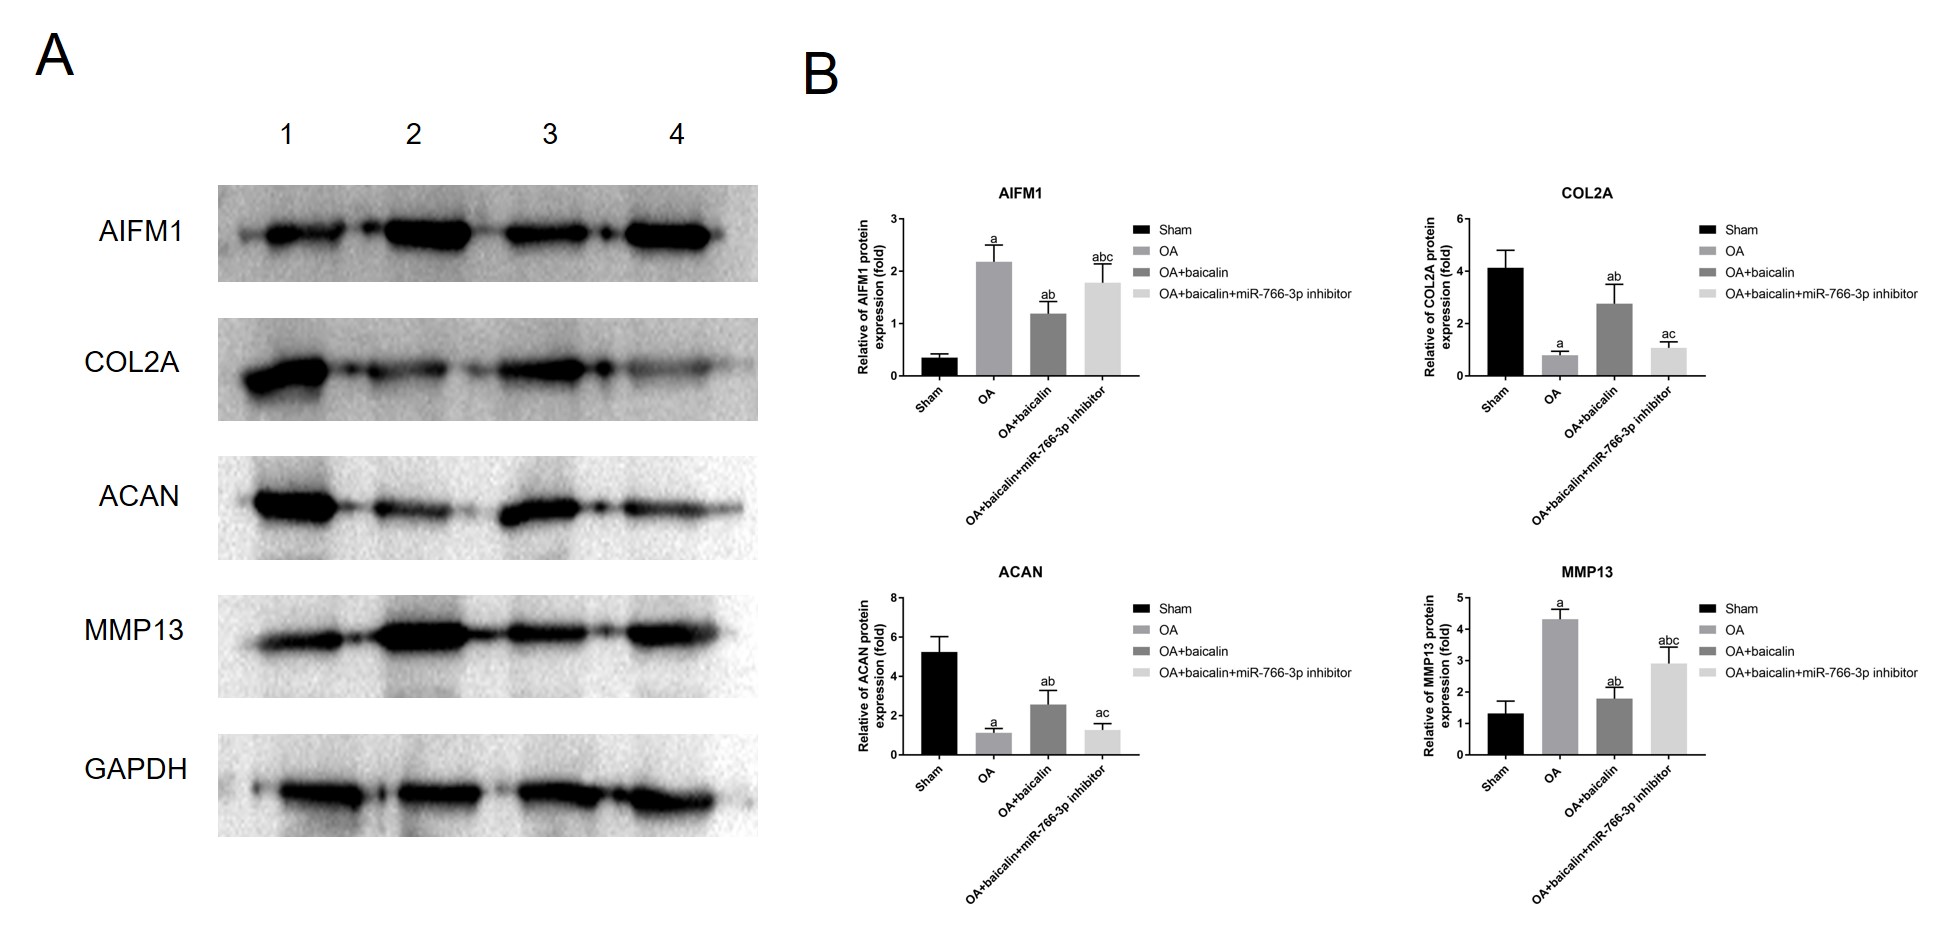 A
1 2 3 4
AIFM1
COL2A
ACAN
MMP13
GAPDH
B
AIFM1
Relative of AIFM1 protein
expression (fold)
3
2
1
0
a
ab
abc
Sham
OA
OA+baicalin
OA+baicalin+miR-766-3p inhibitor
Sham
OA
OA+baicalin
OA+baicalin+miR-766-3p inhibitor
COL2A
Relative of COL2A protein
expression (fold)
6
4
2
0
a
ab
ac
Sham
OA
OA+baicalin
OA+baicalin+miR-766-3p inhibitor
Sham
OA
OA+baicalin
OA+baicalin+miR-766-3p inhibitor
ACAN
Relative of ACAN protein
expression (fold)
8
6
4
2
0
a
ab
ac
Sham
OA
OA+baicalin
OA+baicalin+miR-766-3p inhibitor
Sham
OA
OA+baicalin
OA+baicalin+miR-766-3p inhibitor
MMP13
Relative of MMP13 protein
expression (fold)
5
4
3
2
1
0
a
ab
abc
Sham
OA
OA+baicalin
OA+baicalin+miR-766-3p inhibitor
Sham
OA
OA+baicalin
OA+baicalin+miR-766-3p inhibitor